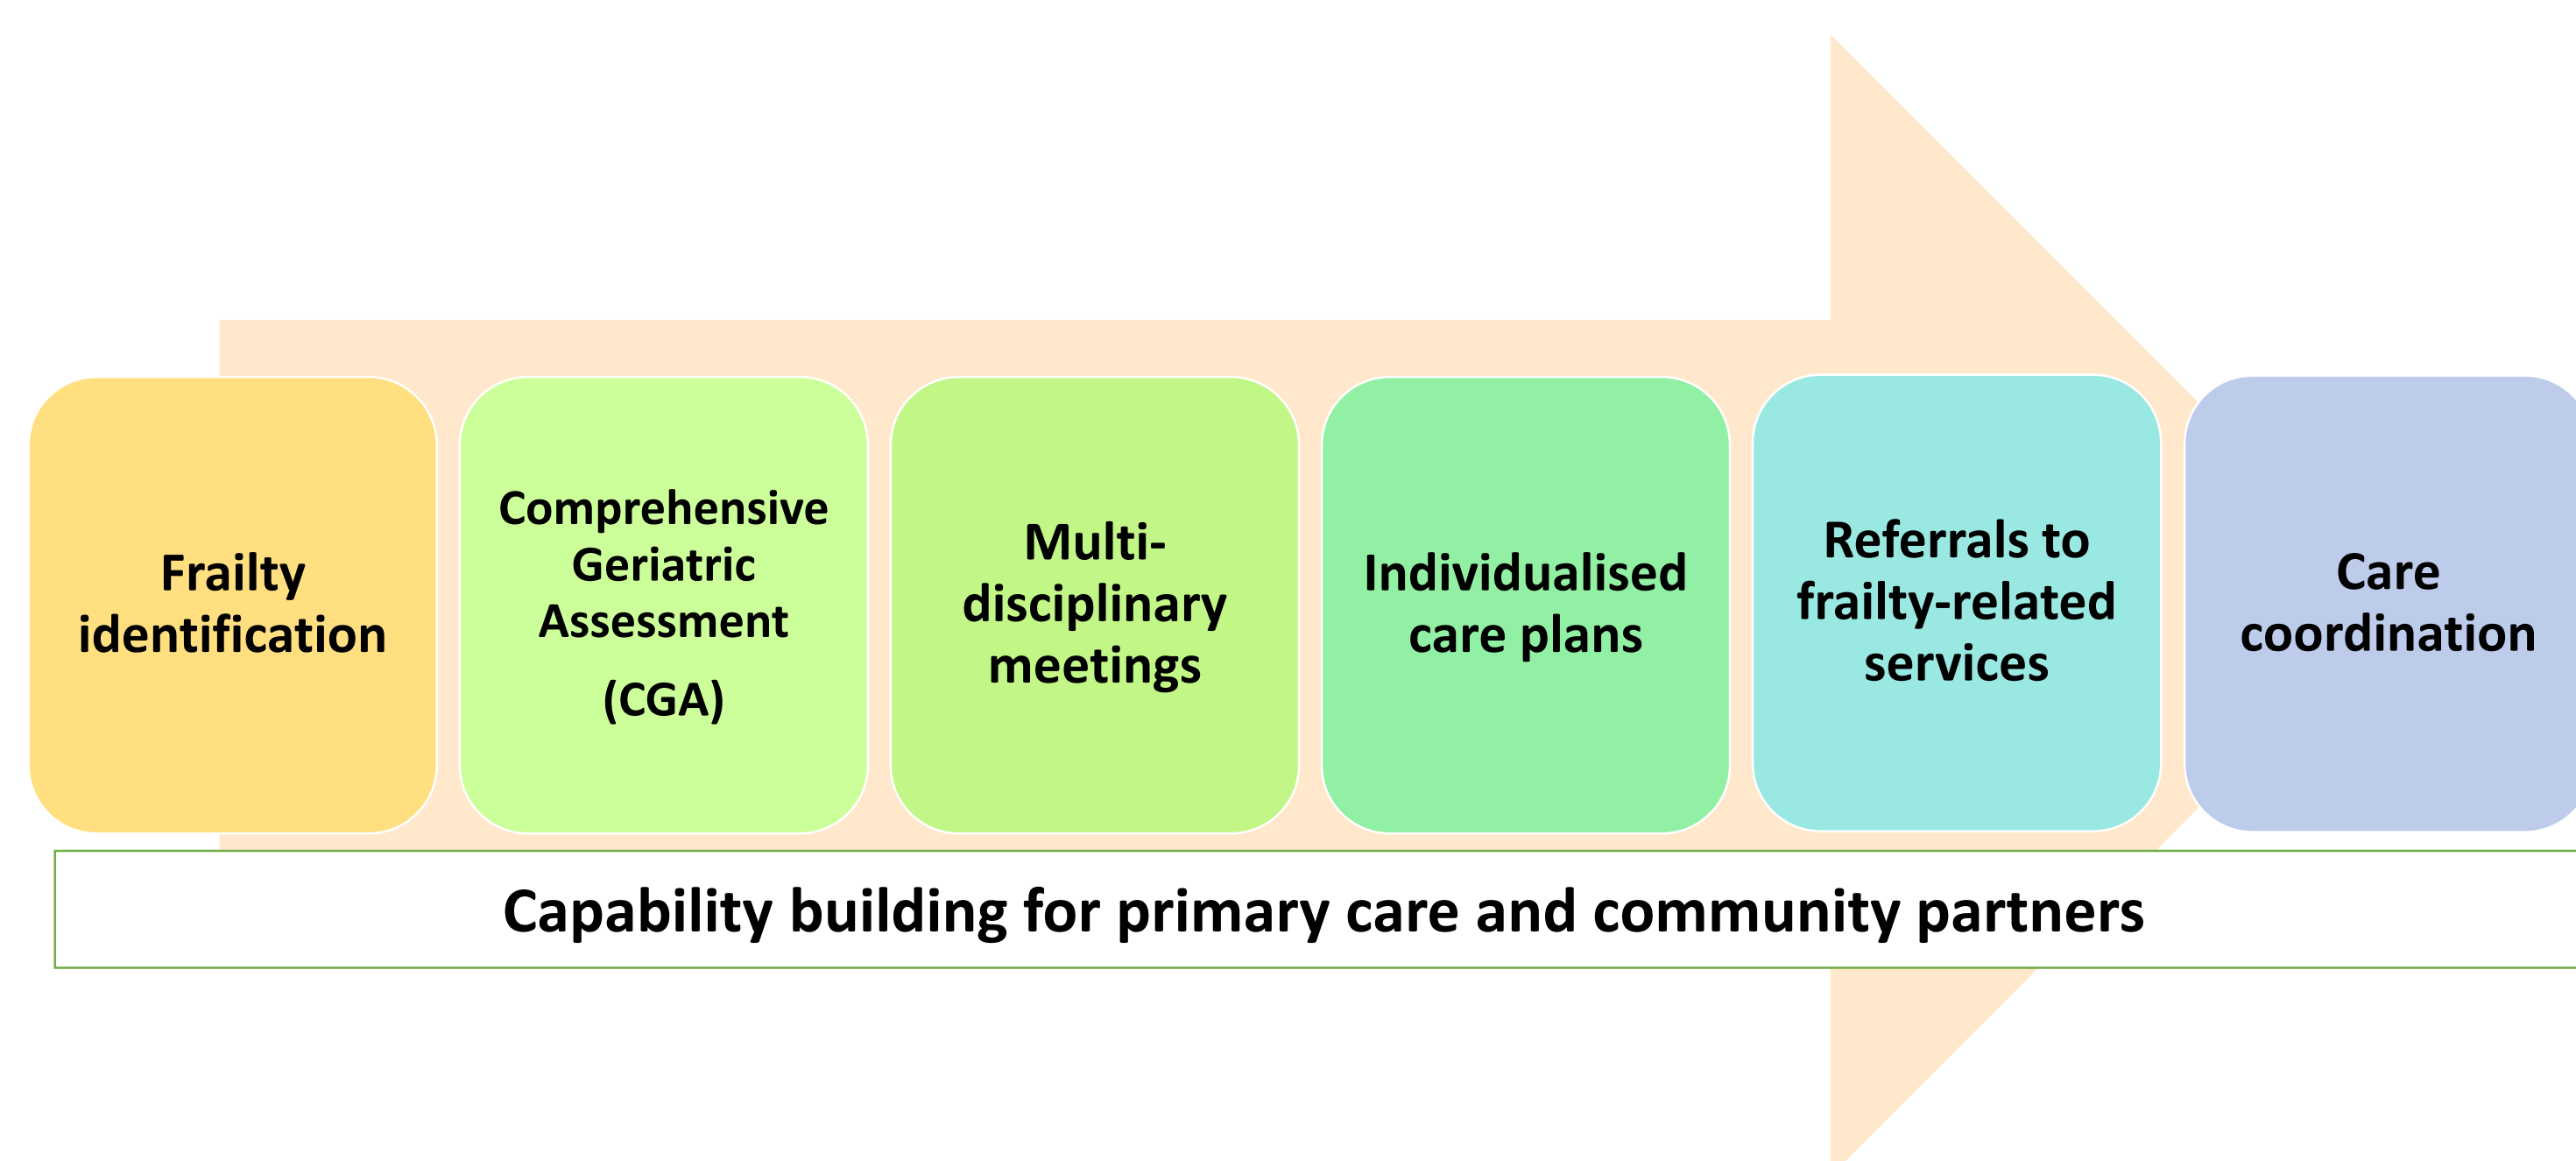 Frailty
identification
Comprehensive
Geriatric
Assessment
(CGA)
Multi-
disciplinary
meetings
Individualised
care plans
Referrals to
frailty-related
services
Care
coordination
Capability building for primary care and community partners